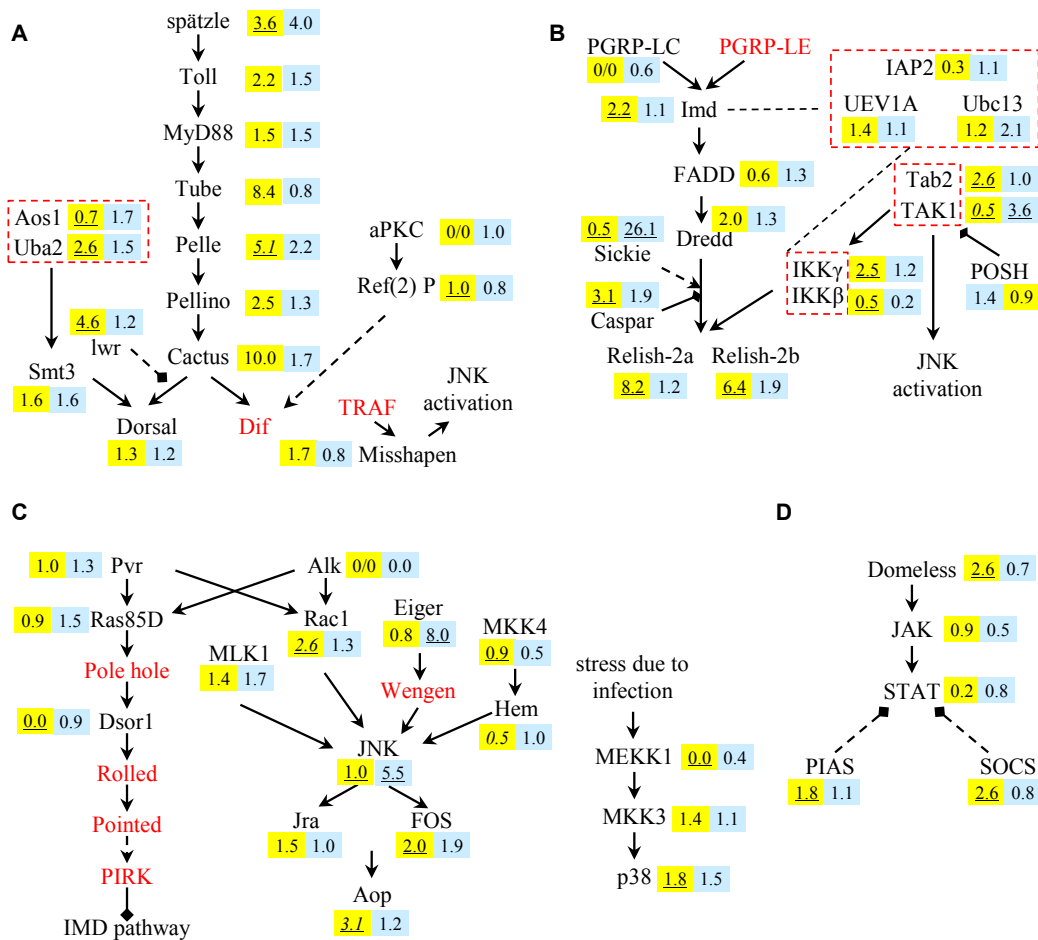 A
spätzle 3.6 4.0
Toll 2.2 1.5
MyD88 1.5 1.5
Tube 8.4 0.8
Aos1 0.7 1.7
Uba2 2.6 1.5
Pelle 5.1 2.2
aPKC 0/0 1.0
Ref(2) P 1.0 0.8
Pellino 2.5 1.3
4.6 1.2
lwr
Cactus 10.0 1.7
Smt3
1.6 1.6
Dorsal
1.3 1.2
Dif
TRAF
JNK
activation
1.7 0.8 Misshapen
B
PGRP-LC
0/0 0.6
PGRP-LE
2.2 1.1 Imd
IAP2 0.3 1.1
UEV1A
1.4 1.1
Ubc13
1.2 2.1
FADD 0.6 1.3
Tab2 2.6 1.0
TAK1 0.5 3.6
2.0 1.3
Dredd
0.5 26.1
Sickie
IKKγ 2.5 1.2
IKKβ 0.5 0.2
POSH
1.4 0.9
3.1 1.9
Caspar
Relish-2a
8.2 1.2
Relish-2b
6.4 1.9
JNK
activation
C
1.0 1.3 Pvr
Alk 0/0 0.0
0.9 1.5 Ras85D
Rac1
2.6 1.3
Eiger
0.8 8.0
MKK4
0.9 0.5
MLK1
1.4 1.7
Pole hole
Wengen
Hem
0.5 1.0
0.0 0.9 Dsor1
JNK
1.0 5.5
Rolled
Jra
1.5 1.0
FOS
2.0 1.9
Pointed
PIRK
Aop
3.1 1.2
IMD pathway
stress due to
infection
MEKK1 0.0 0.4
MKK3 1.4 1.1
p38 1.8 1.5
D
Domeless 2.6 0.7
JAK 0.9 0.5
STAT 0.2 0.8
PIAS
1.8 1.1
SOCS
2.6 0.8